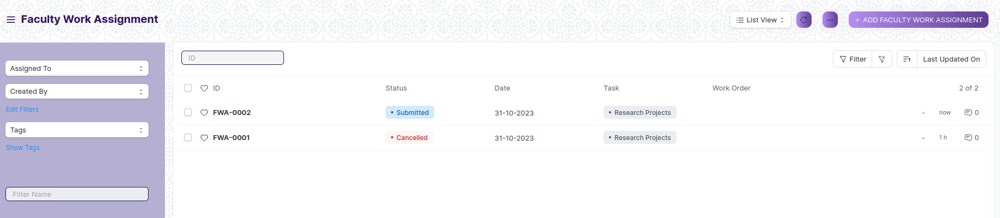 Faculty Work Assignment
List View
...
+ ADD FACULTY WORK ASSIGNMENT
Assigned To
Created By
Edit Filters
Tags
Show Tags
Filter Name
ID
Filter
Last Updated On
ID Status Date Task Work Order 2 of 2
FWA-0002 • Submitted 31-10-2023 • Research Projects - now 0
FWA-0001 • Cancelled 31-10-2023 • Research Projects - 1 h 0